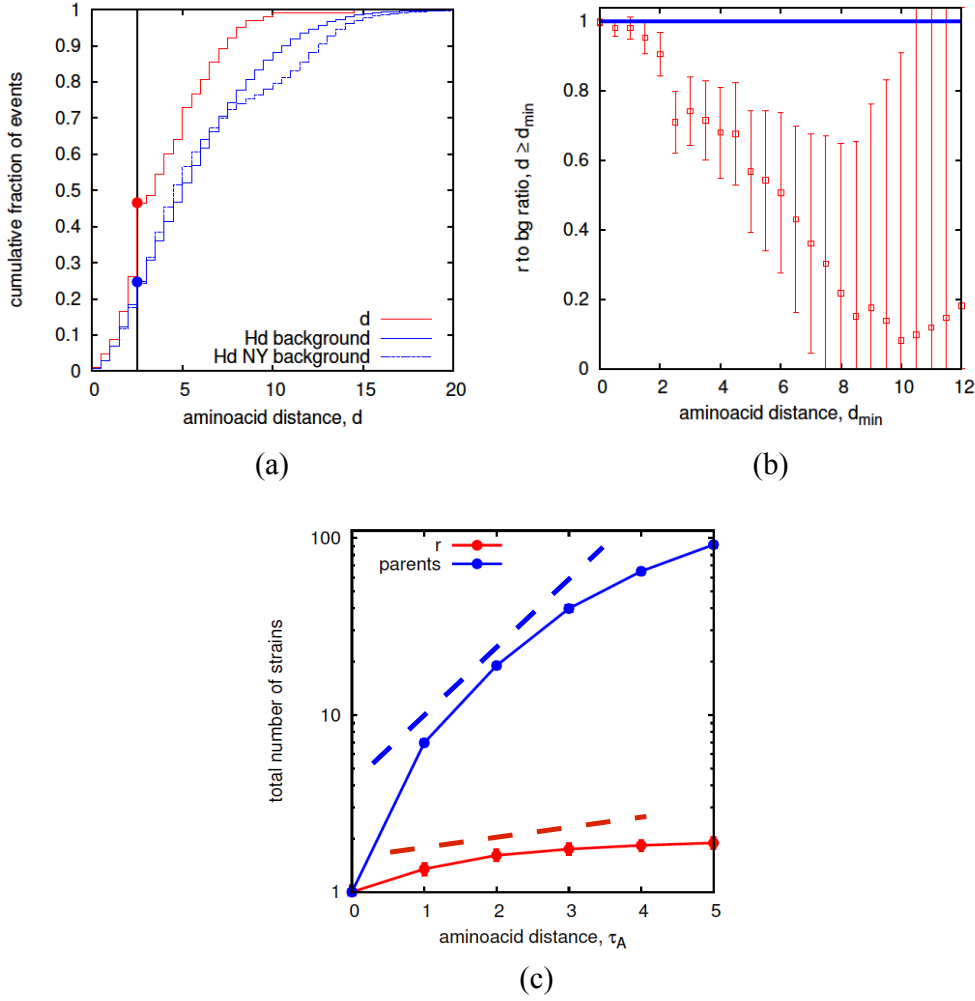 cumulative fraction of events
1
0.9
0.8
0.7
0.6
0.5
0.4
0.3
0.2
0.1
0
0 5 10 15 20
d
Hd background
Hd NY background
aminoacid distance, d
(a)
r to bg ratio, d ≥ d_min
1
0.8
0.6
0.4
0.2
0
0 2 4 6 8 10 12
aminoacid distance, d_min
(b)
total number of strains
100
10
1
r
parents
0 1 2 3 4 5
aminoacid distance, τ_A
(c)